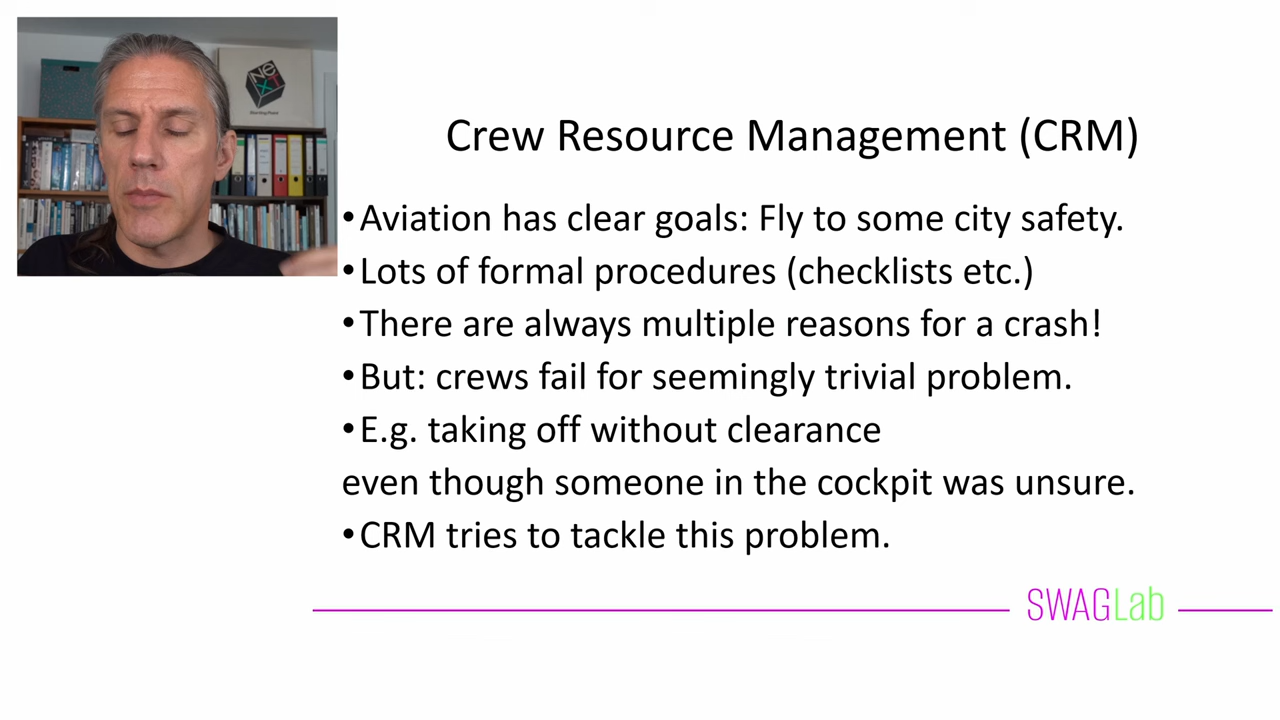 NeXT
Crew Resource Management (CRM)
•Aviation has clear goals: Fly to some city safety.
•Lots of formal procedures (checklists etc.)
•There are always multiple reasons for a crash!
•But: crews fail for seemingly trivial problem.
•E.g. taking off without clearance
even though someone in the cockpit was unsure.
•CRM tries to tackle this problem.
SWAGLab